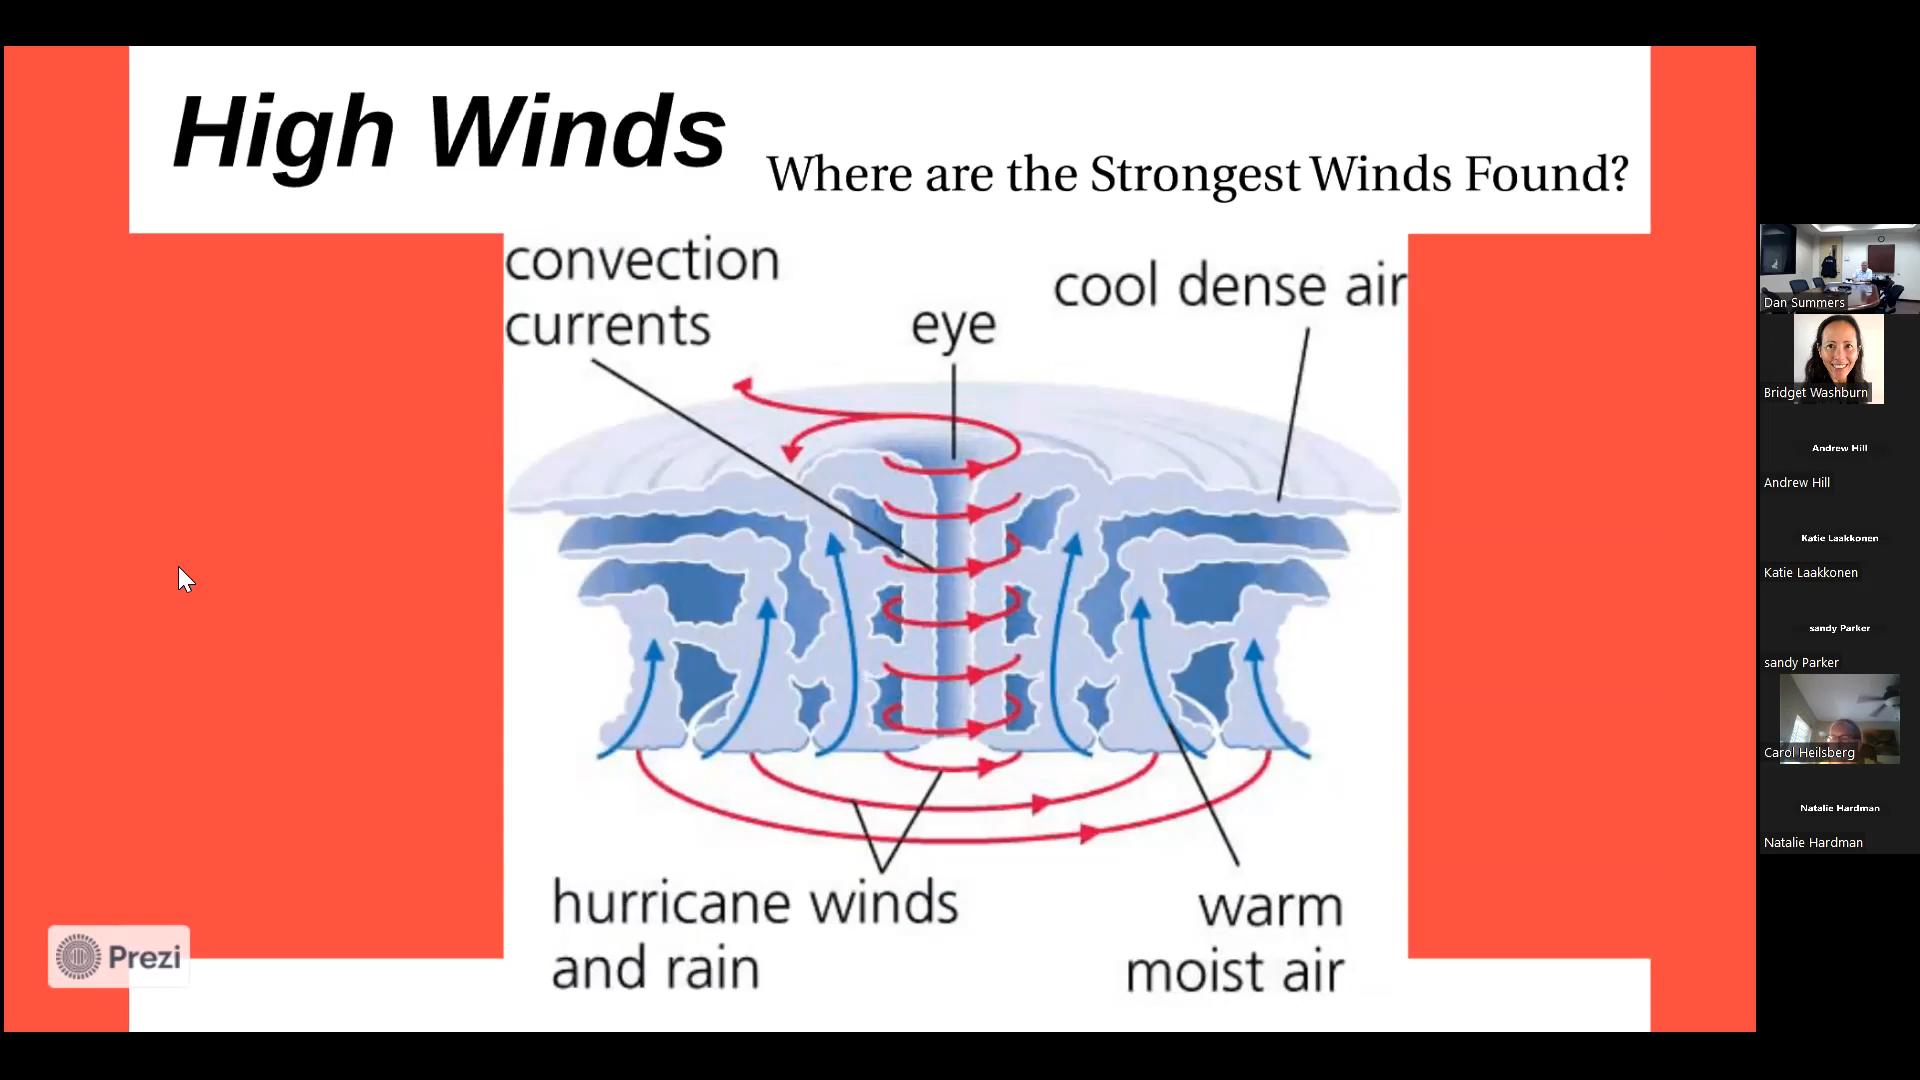 High Winds
Where are the Strongest Winds Found?
convection
currents
eye
cool dense air
hurricane winds
and rain
warm
moist air
Prezi
Dan Summers
Bridget Washburn
Andrew Hill
Andrew Hill
Katie Laakkonen
Katie Laakkonen
sandy Parker
sandy Parker
Carol Heilsberg
Natalie Hardman
Natalie Hardman